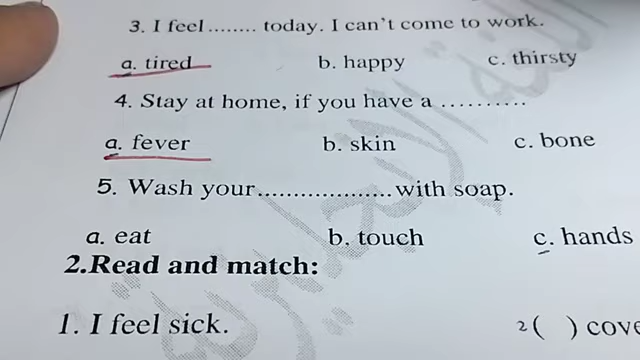 3. I feel ........ today. I can't come to work.
a. tired b. happy c. thirsty
4. Stay at home, if you have a ..........
a. fever b. skin c. bone
5. Wash your ................... with soap.
a. eat b. touch c. hands
2.Read and match:
1. I feel sick. 2 ( )